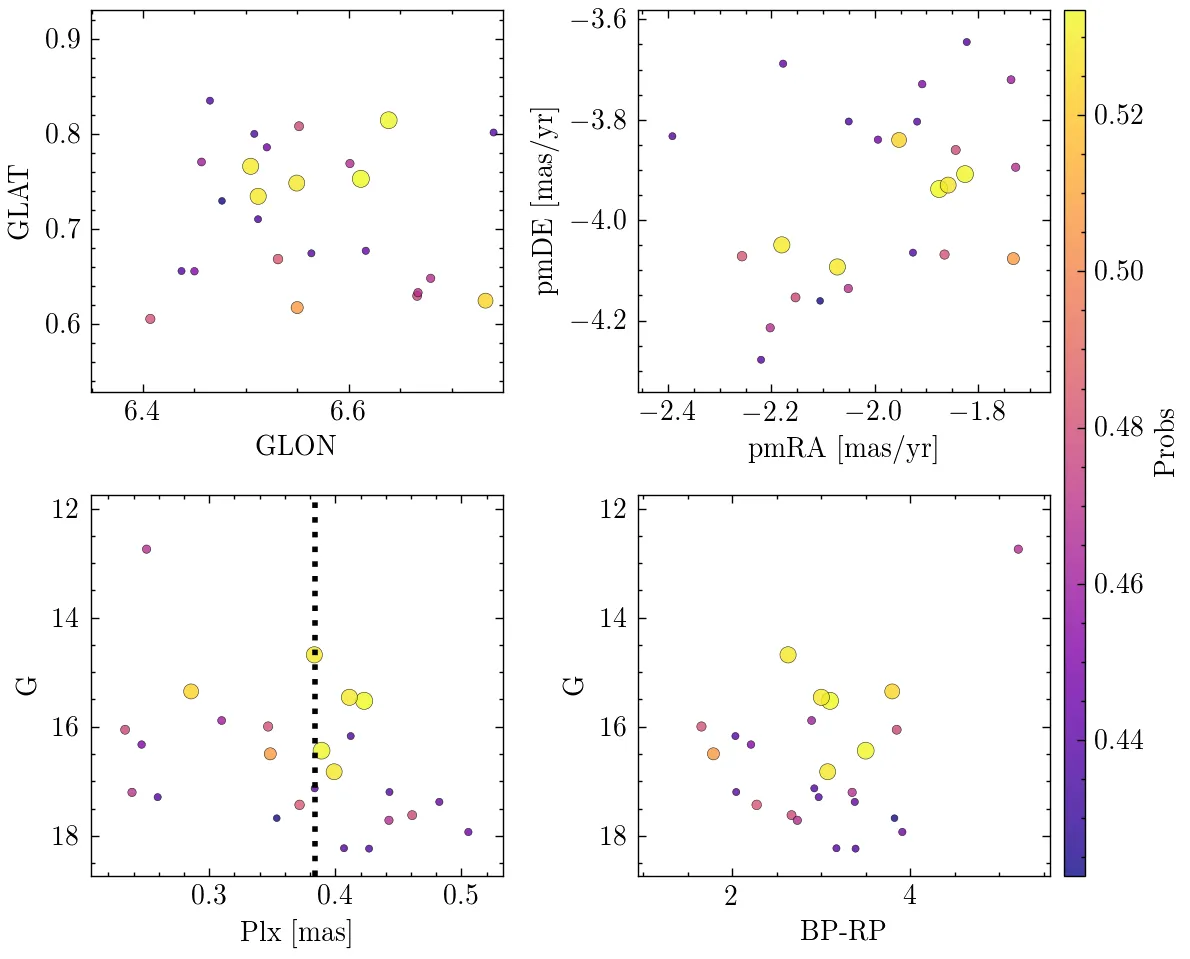 0.9
0.8
0.7
0.6
GLAT
6.4 6.6
GLON
−3.6
−3.8
−4.0
−4.2
pmDE [mas/yr]
−2.4 −2.2 −2.0 −1.8
pmRA [mas/yr]
12
14
16
18
G
0.3 0.4 0.5
Plx [mas]
12
14
16
18
G
2 4
BP-RP
0.52
0.50
0.48
0.46
0.44
Probs